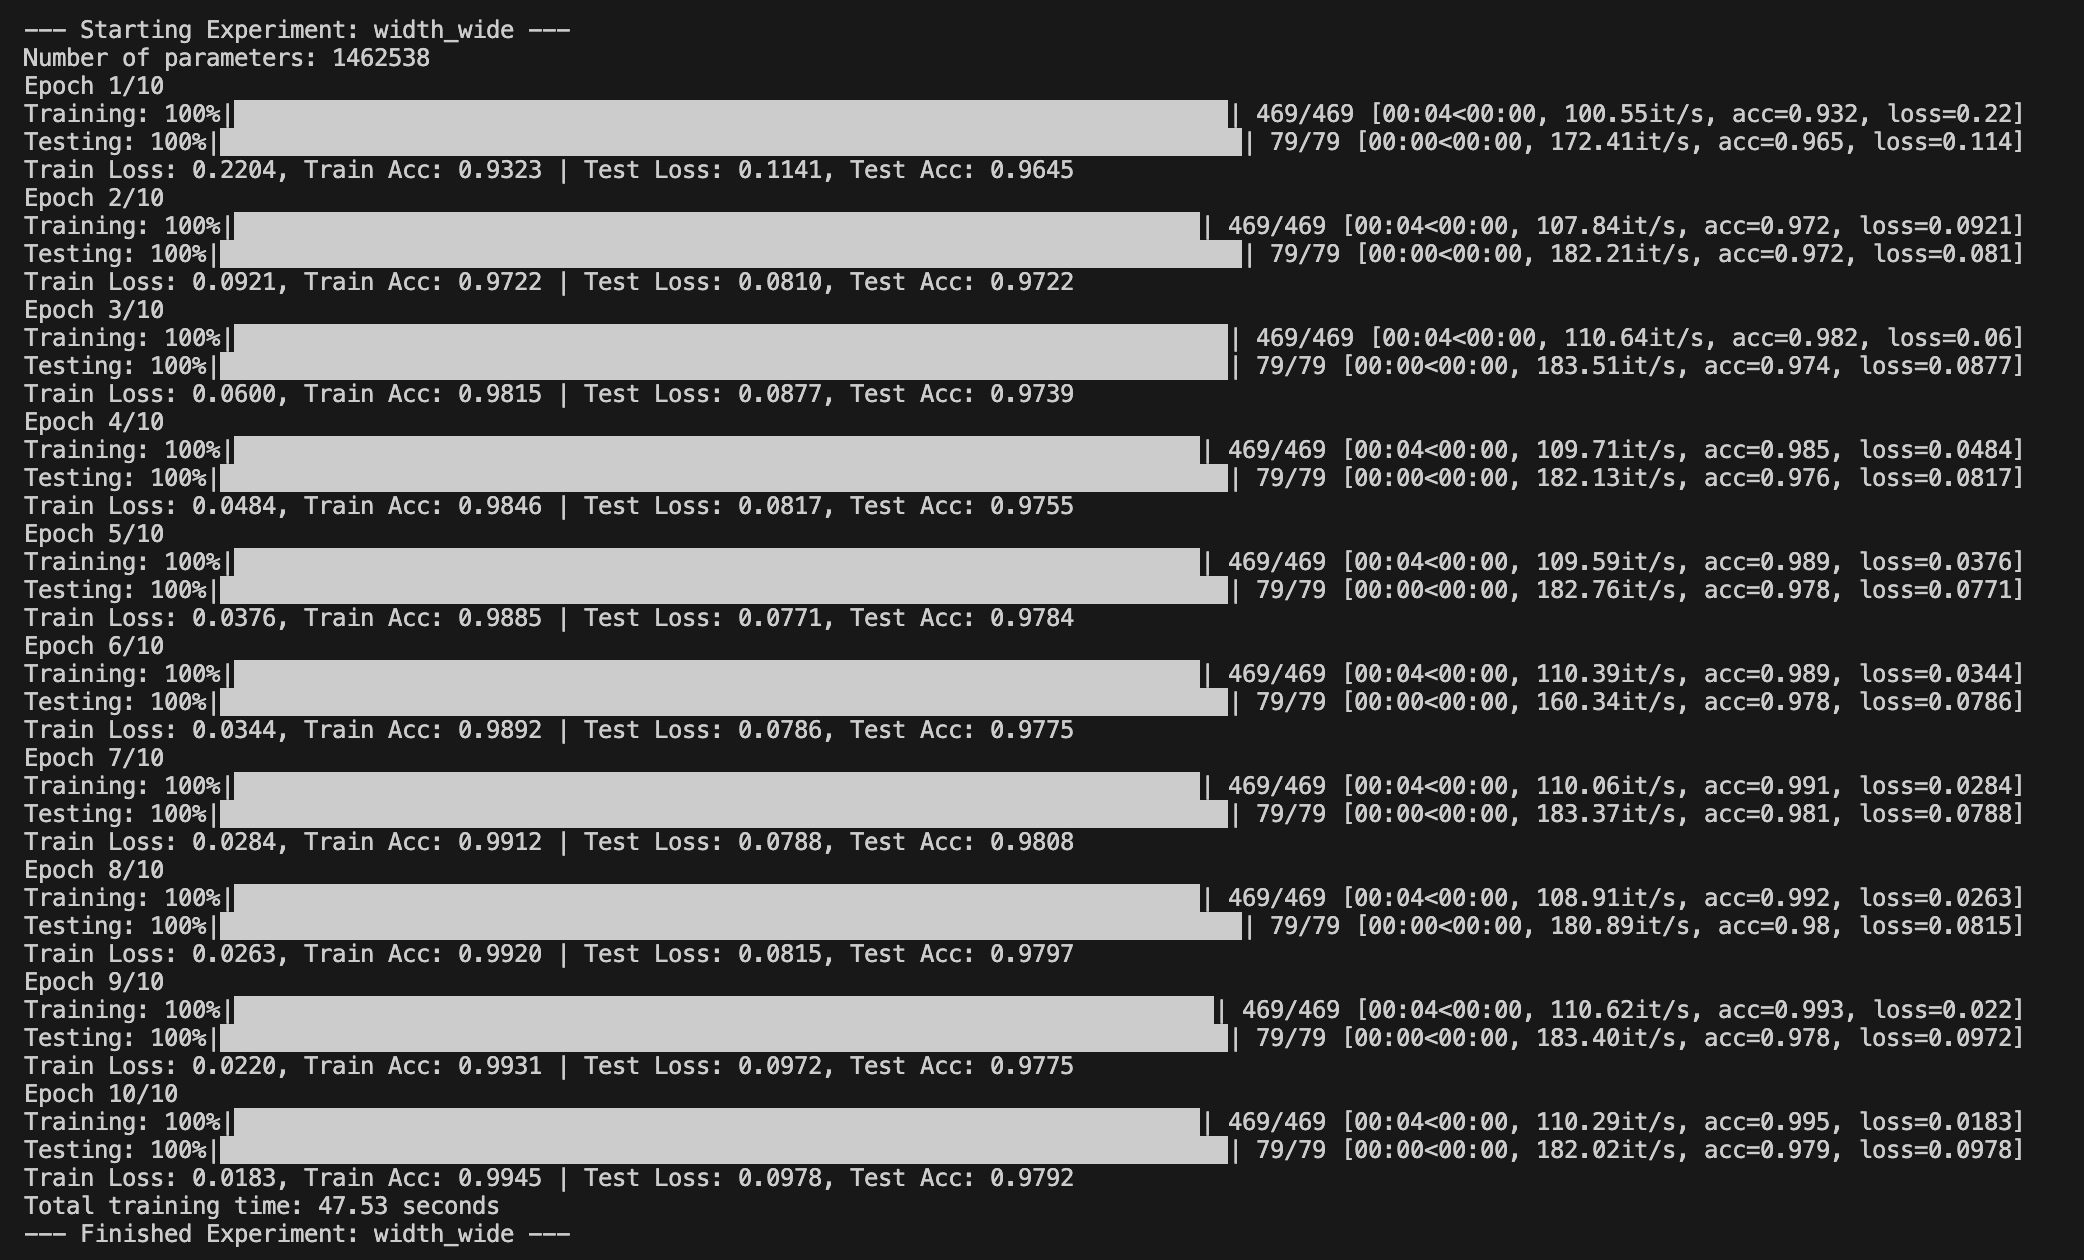 --- Starting Experiment: width_wide ---
Number of parameters: 1462538
Epoch 1/10
Training: 100%|██████████| 469/469 [00:04<00:00, 100.55it/s, acc=0.932, loss=0.22]
Testing: 100%|██████████| 79/79 [00:00<00:00, 172.41it/s, acc=0.965, loss=0.114]
Train Loss: 0.2204, Train Acc: 0.9323 | Test Loss: 0.1141, Test Acc: 0.9645
Epoch 2/10
Training: 100%|██████████| 469/469 [00:04<00:00, 107.84it/s, acc=0.972, loss=0.0921]
Testing: 100%|██████████| 79/79 [00:00<00:00, 182.21it/s, acc=0.972, loss=0.081]
Train Loss: 0.0921, Train Acc: 0.9722 | Test Loss: 0.0810, Test Acc: 0.9722
Epoch 3/10
Training: 100%|██████████| 469/469 [00:04<00:00, 110.64it/s, acc=0.982, loss=0.06]
Testing: 100%|██████████| 79/79 [00:00<00:00, 183.51it/s, acc=0.974, loss=0.0877]
Train Loss: 0.0600, Train Acc: 0.9815 | Test Loss: 0.0877, Test Acc: 0.9739
Epoch 4/10
Training: 100%|██████████| 469/469 [00:04<00:00, 109.71it/s, acc=0.985, loss=0.0484]
Testing: 100%|██████████| 79/79 [00:00<00:00, 182.13it/s, acc=0.976, loss=0.0817]
Train Loss: 0.0484, Train Acc: 0.9846 | Test Loss: 0.0817, Test Acc: 0.9755
Epoch 5/10
Training: 100%|██████████| 469/469 [00:04<00:00, 109.59it/s, acc=0.989, loss=0.0376]
Testing: 100%|██████████| 79/79 [00:00<00:00, 182.76it/s, acc=0.978, loss=0.0771]
Train Loss: 0.0376, Train Acc: 0.9885 | Test Loss: 0.0771, Test Acc: 0.9784
Epoch 6/10
Training: 100%|██████████| 469/469 [00:04<00:00, 110.39it/s, acc=0.989, loss=0.0344]
Testing: 100%|██████████| 79/79 [00:00<00:00, 160.34it/s, acc=0.978, loss=0.0786]
Train Loss: 0.0344, Train Acc: 0.9892 | Test Loss: 0.0786, Test Acc: 0.9775
Epoch 7/10
Training: 100%|██████████| 469/469 [00:04<00:00, 110.06it/s, acc=0.991, loss=0.0284]
Testing: 100%|██████████| 79/79 [00:00<00:00, 183.37it/s, acc=0.981, loss=0.0788]
Train Loss: 0.0284, Train Acc: 0.9912 | Test Loss: 0.0788, Test Acc: 0.9808
Epoch 8/10
Training: 100%|██████████| 469/469 [00:04<00:00, 108.91it/s, acc=0.992, loss=0.0263]
Testing: 100%|██████████| 79/79 [00:00<00:00, 180.89it/s, acc=0.98, loss=0.0815]
Train Loss: 0.0263, Train Acc: 0.9920 | Test Loss: 0.0815, Test Acc: 0.9797
Epoch 9/10
Training: 100%|██████████| 469/469 [00:04<00:00, 110.62it/s, acc=0.993, loss=0.022]
Testing: 100%|██████████| 79/79 [00:00<00:00, 183.40it/s, acc=0.978, loss=0.0972]
Train Loss: 0.0220, Train Acc: 0.9931 | Test Loss: 0.0972, Test Acc: 0.9775
Epoch 10/10
Training: 100%|██████████| 469/469 [00:04<00:00, 110.29it/s, acc=0.995, loss=0.0183]
Testing: 100%|██████████| 79/79 [00:00<00:00, 182.02it/s, acc=0.979, loss=0.0978]
Train Loss: 0.0183, Train Acc: 0.9945 | Test Loss: 0.0978, Test Acc: 0.9792
Total training time: 47.53 seconds
--- Finished Experiment: width_wide ---